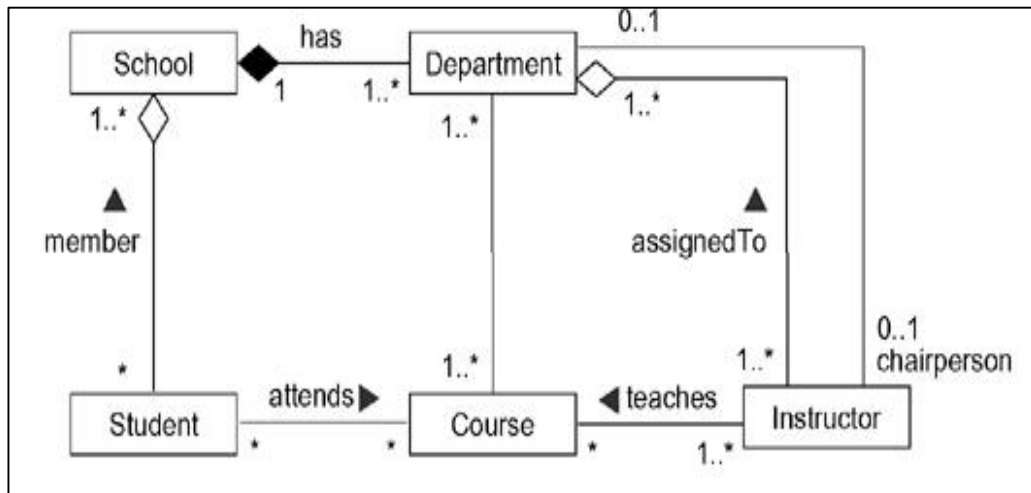 0..1
has
School
Department
1
1..*
1..*
1..*
1..*
member
assignedTo
0..1
chairperson
*
1..*
1..*
attends
teaches
Student
Course
Instructor
*
*
*
1..*